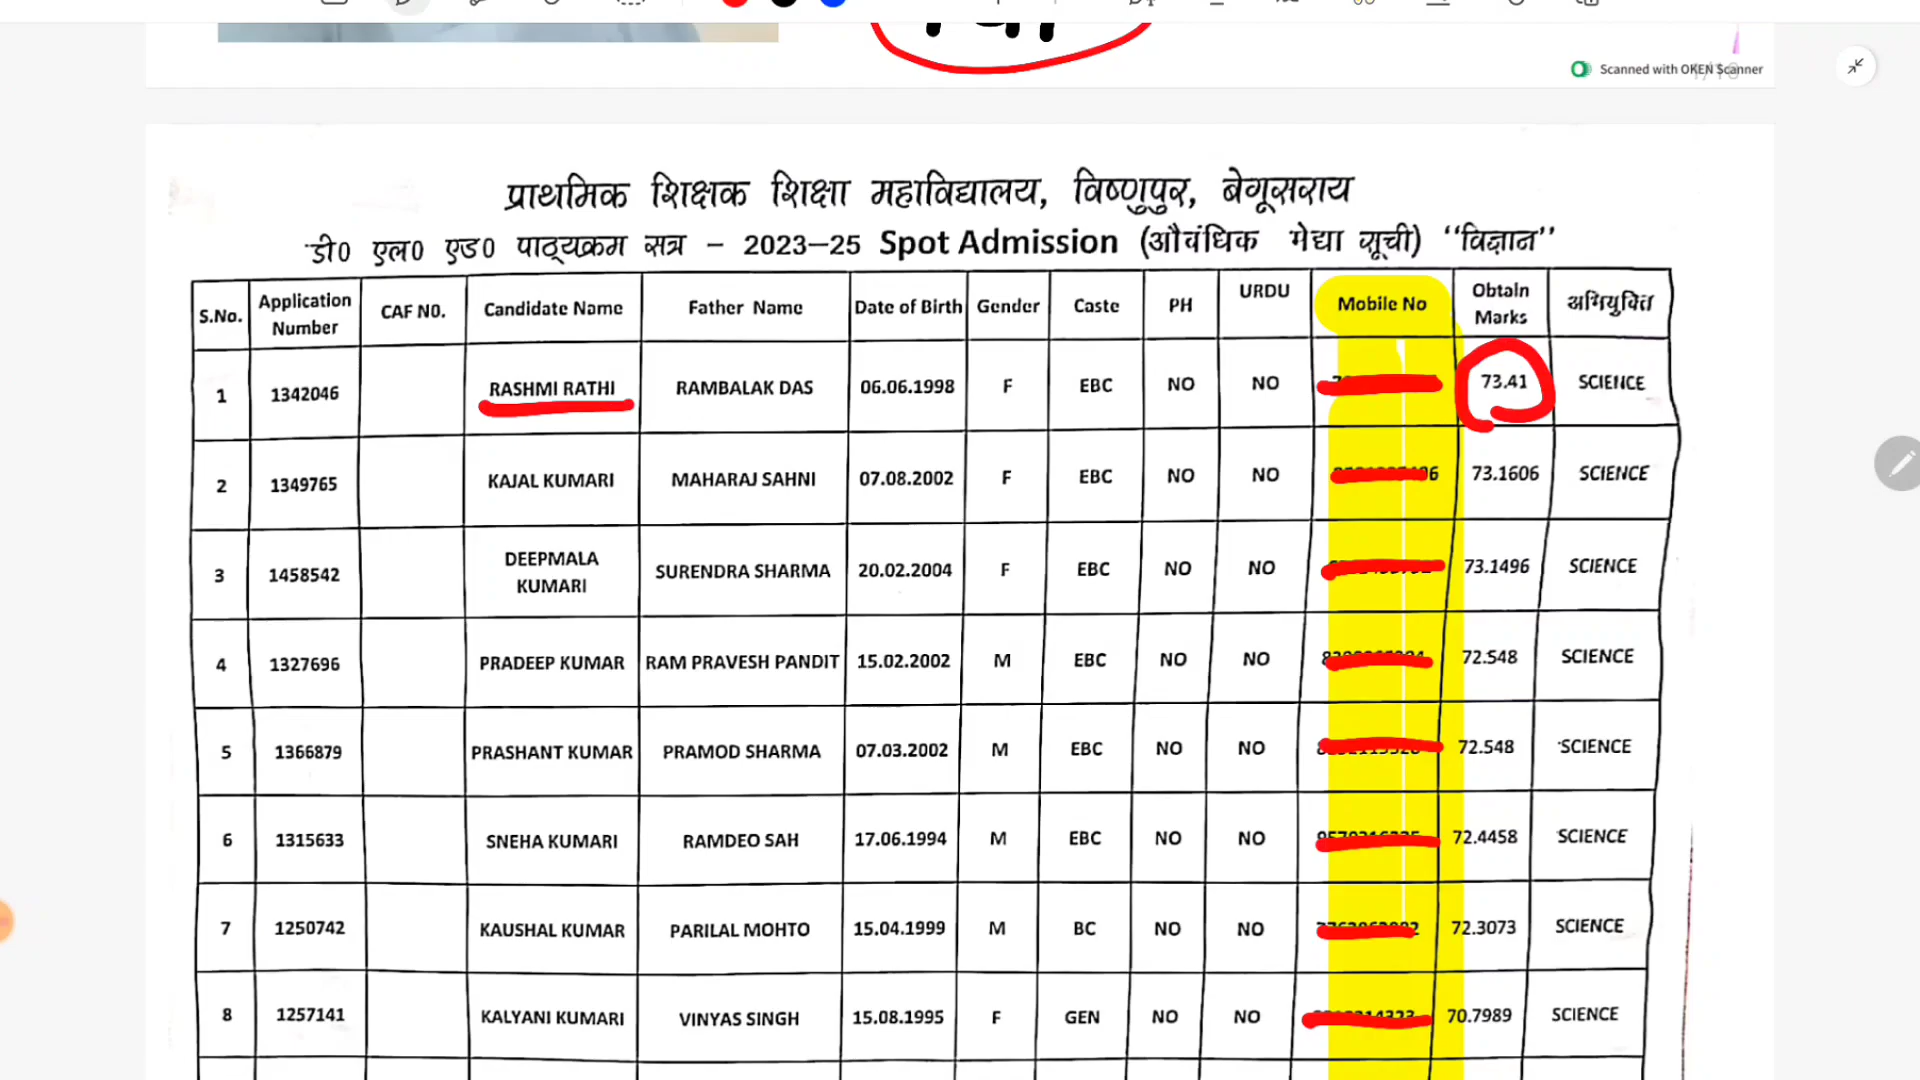 Scanned with OKEN Scanner
प्राथमिक शिक्षक शिक्षा महाविद्यालय, विष्णुपुर, बेगूसराय
डी० एल० एड० पाठ्यक्रम सत्र – 2023–25 Spot Admission (औवंधिक मेद्या सूची) “विज्ञान”
S.No. Application Number CAF N0. Candidate Name Father Name Date of Birth Gender Caste PH URDU Mobile No Obtain Marks अभियुक्ति
1 1342046 RASHMI RATHI RAMBALAK DAS 06.06.1998 F EBC NO NO 73.41 SCIENCE
2 1349765 KAJAL KUMARI MAHARAJ SAHNI 07.08.2002 F EBC NO NO 73.1606 SCIENCE
3 1458542 DEEPMALA KUMARI SURENDRA SHARMA 20.02.2004 F EBC NO NO 73.1496 SCIENCE
4 1327696 PRADEEP KUMAR RAM PRAVESH PANDIT 15.02.2002 M EBC NO NO 72.548 SCIENCE
5 1366879 PRASHANT KUMAR PRAMOD SHARMA 07.03.2002 M EBC NO NO 72.548 SCIENCE
6 1315633 SNEHA KUMARI RAMDEO SAH 17.06.1994 M EBC NO NO 72.4458 SCIENCE
7 1250742 KAUSHAL KUMAR PARILAL MOHTO 15.04.1999 M BC NO NO 72.3073 SCIENCE
8 1257141 KALYANI KUMARI VINYAS SINGH 15.08.1995 F GEN NO NO 70.7989 SCIENCE